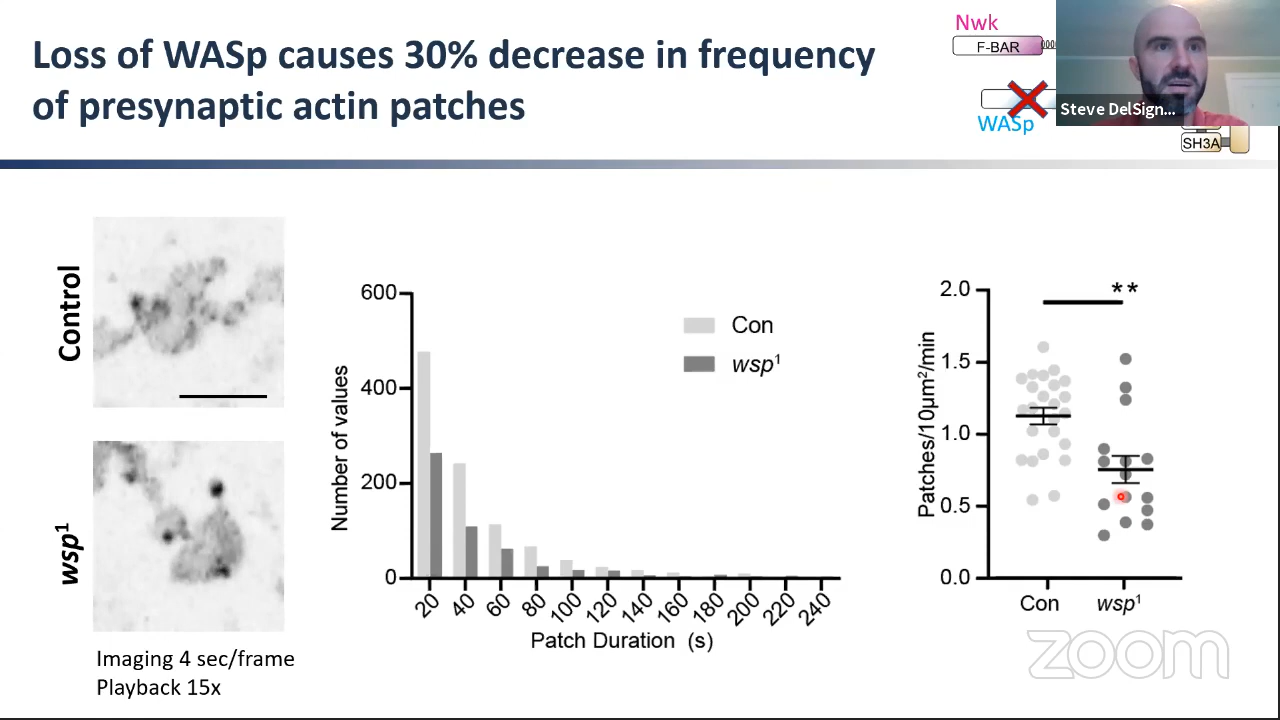 Loss of WASp causes 30% decrease in frequency
of presynaptic actin patches
Nwk
F-BAR
WASp
Steve DelSign...
SH3A
Control
wsp1
Imaging 4 sec/frame
Playback 15x
Number of values
600
400
200
0
Con
wsp1
20
40
60
80
100
120
140
160
180
200
220
240
Patch Duration (s)
Patches/10µm²/min
2.0
1.5
1.0
0.5
0.0
**
Con
wsp1
zoom